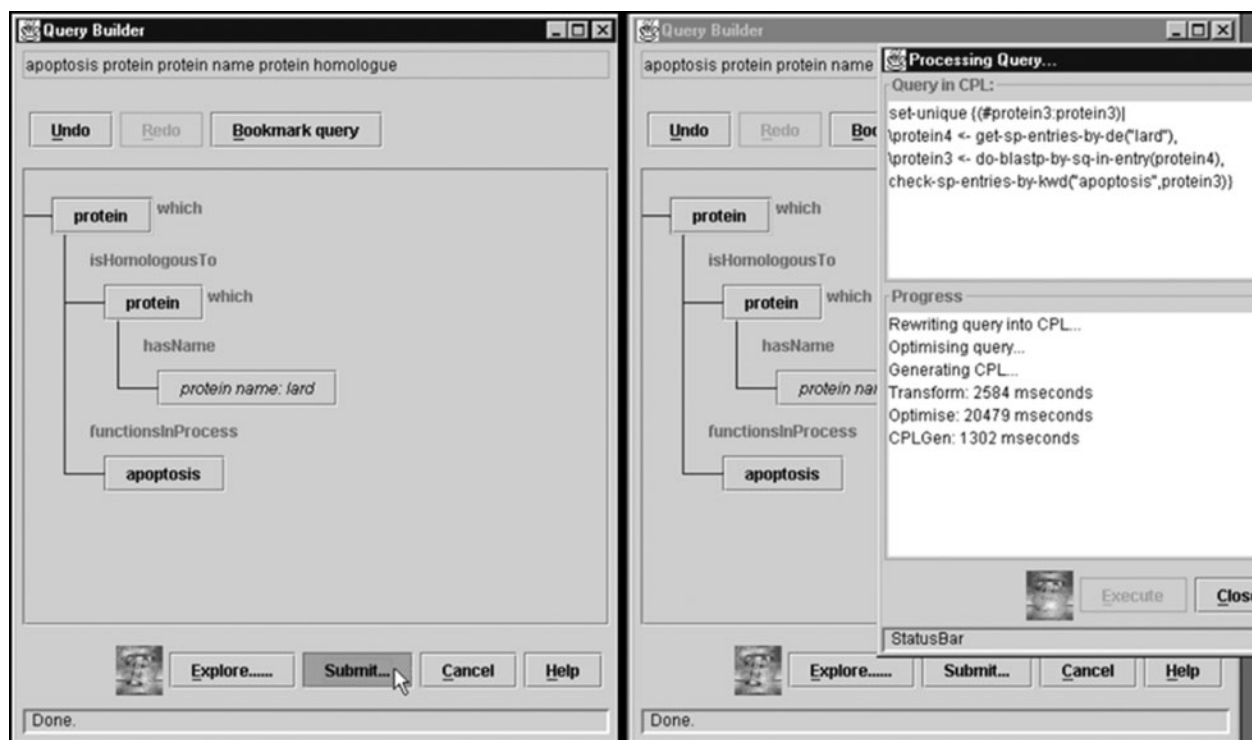 Query Builder
apoptosis protein protein name protein homologue
Undo Redo Bookmark query
protein which
isHomologousTo
protein which
hasName
protein name: lard
functionsInProcess
apoptosis
Explore...... Submit... Cancel Help
Done.
Query Builder
apoptosis protein protein name
Undo Redo Boo
protein which
isHomologousTo
protein which
hasName
protein nar
functionsInProcess
apoptosis
Explore...... Submit... Cancel Help
Done.
Processing Query...
Query in CPL:
set-unique {(#protein3:protein3)|
\protein4 <- get-sp-entries-by-de("lard"),
\protein3 <- do-blastp-by-sq-in-entry(protein4),
check-sp-entries-by-kwd("apoptosis",protein3)}
Progress
Rewriting query into CPL...
Optimising query...
Generating CPL...
Transform: 2584 mseconds
Optimise: 20479 mseconds
CPLGen: 1302 mseconds
Execute Close
StatusBar